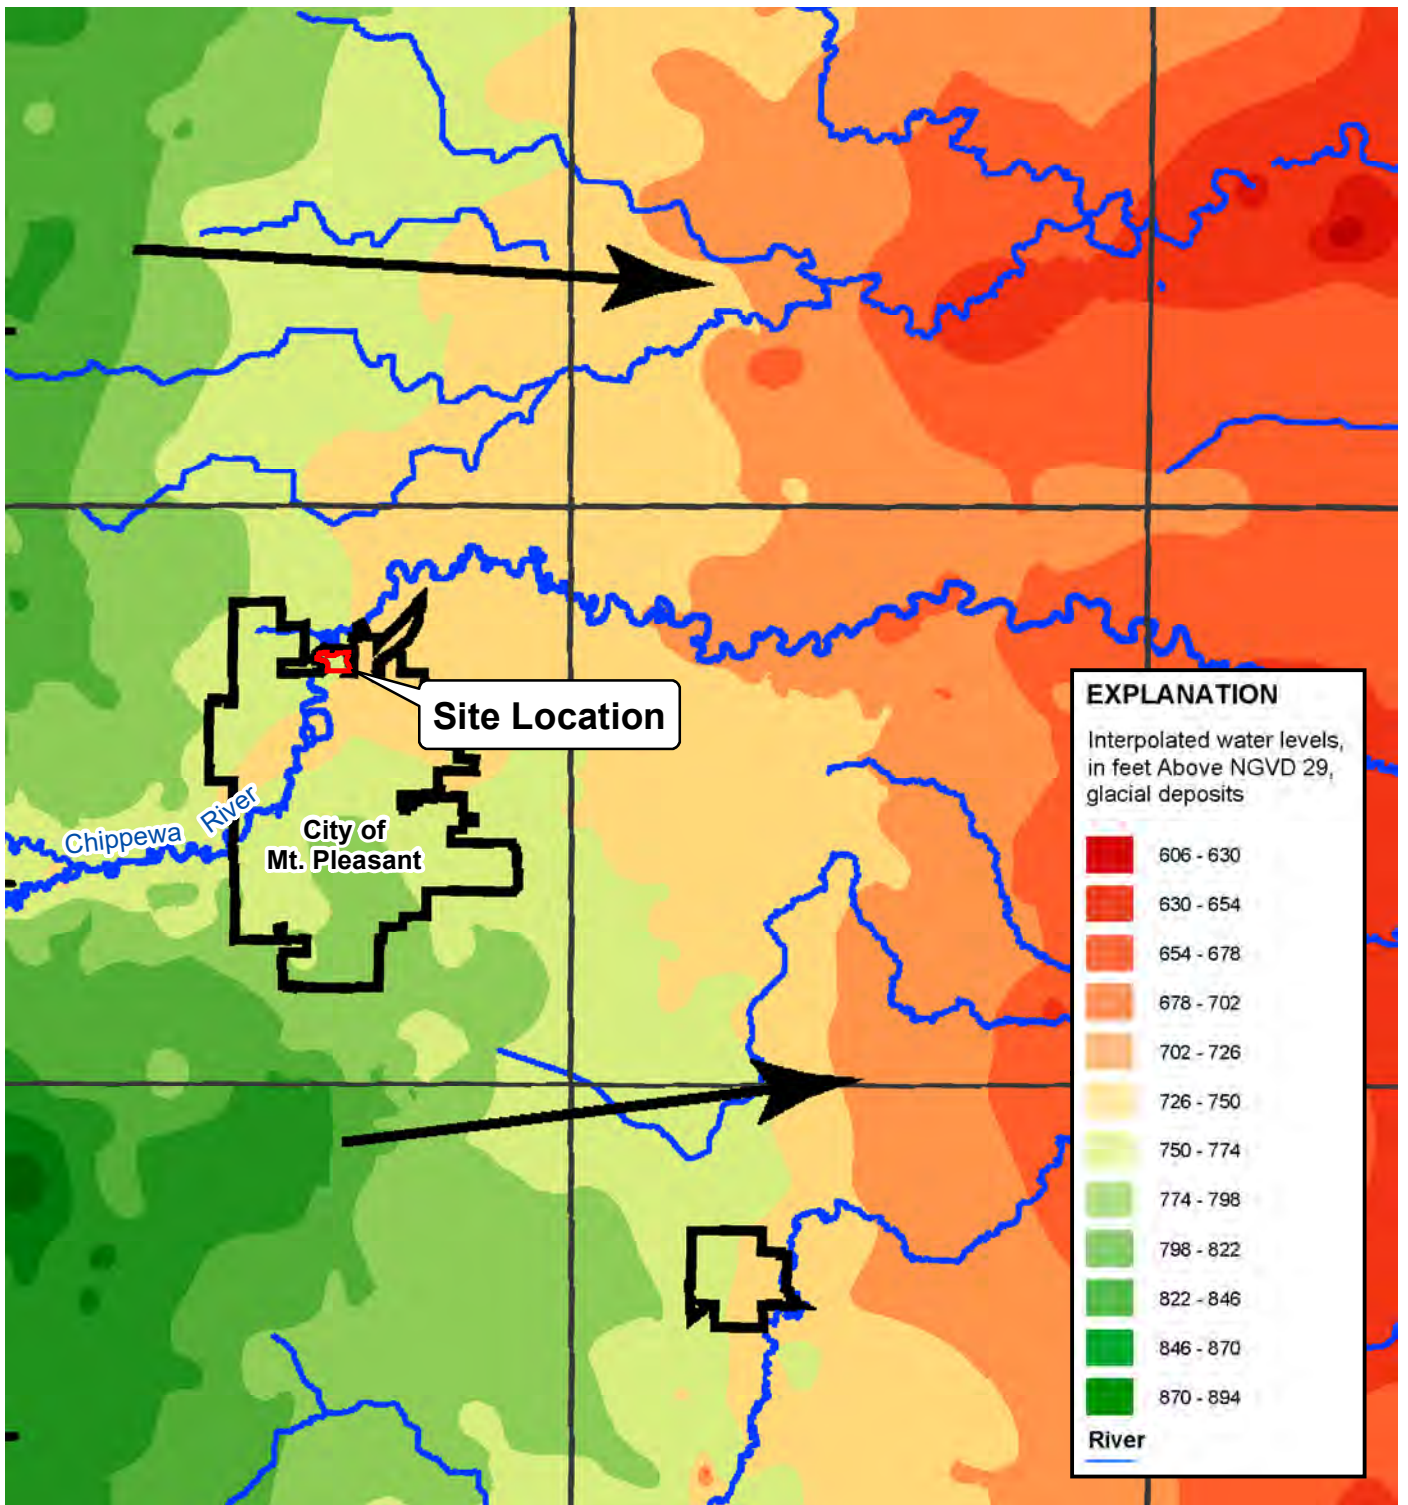 Site Location
Chippewa River
City of
Mt. Pleasant
EXPLANATION
Interpolated water levels,
in feet Above NGVD 29,
glacial deposits
606 - 630
630 - 654
654 - 678
678 - 702
702 - 726
726 - 750
750 - 774
774 - 798
798 - 822
822 - 846
846 - 870
870 - 894
River